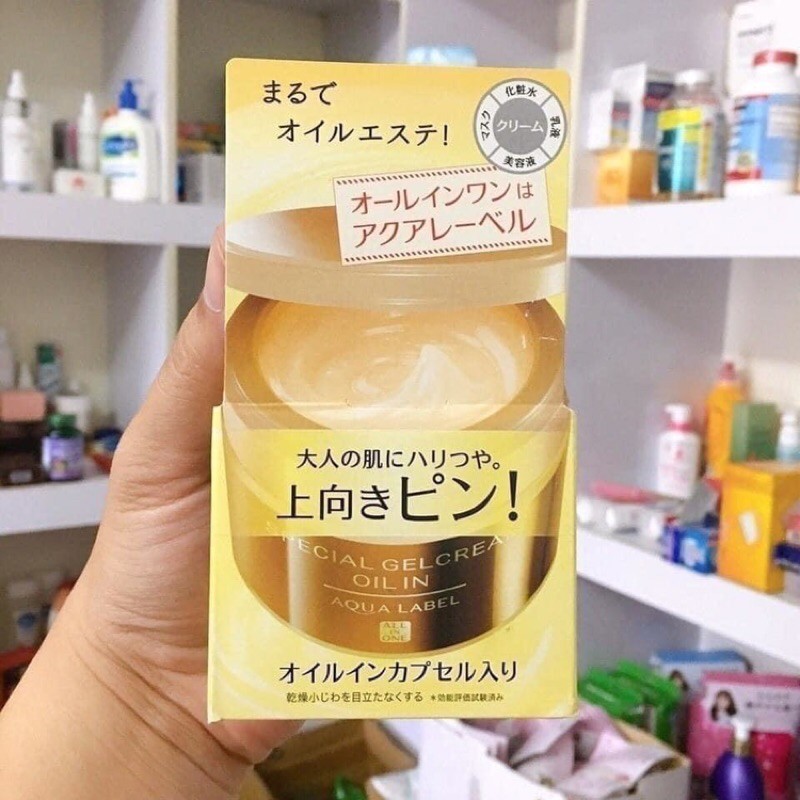 まるで
オイルエステ!
化粧水
マスク
クリーム
乳液
美容液
オールインワンは
アクアレーベル
大人の肌にハリつや。
上向きピン!
PECIAL GELCREA
OIL IN
AQUA LABEL
ALL
IN
ONE
オイルインカプセル入り
乾燥小じわを目立たなくする *効能評価試験済み